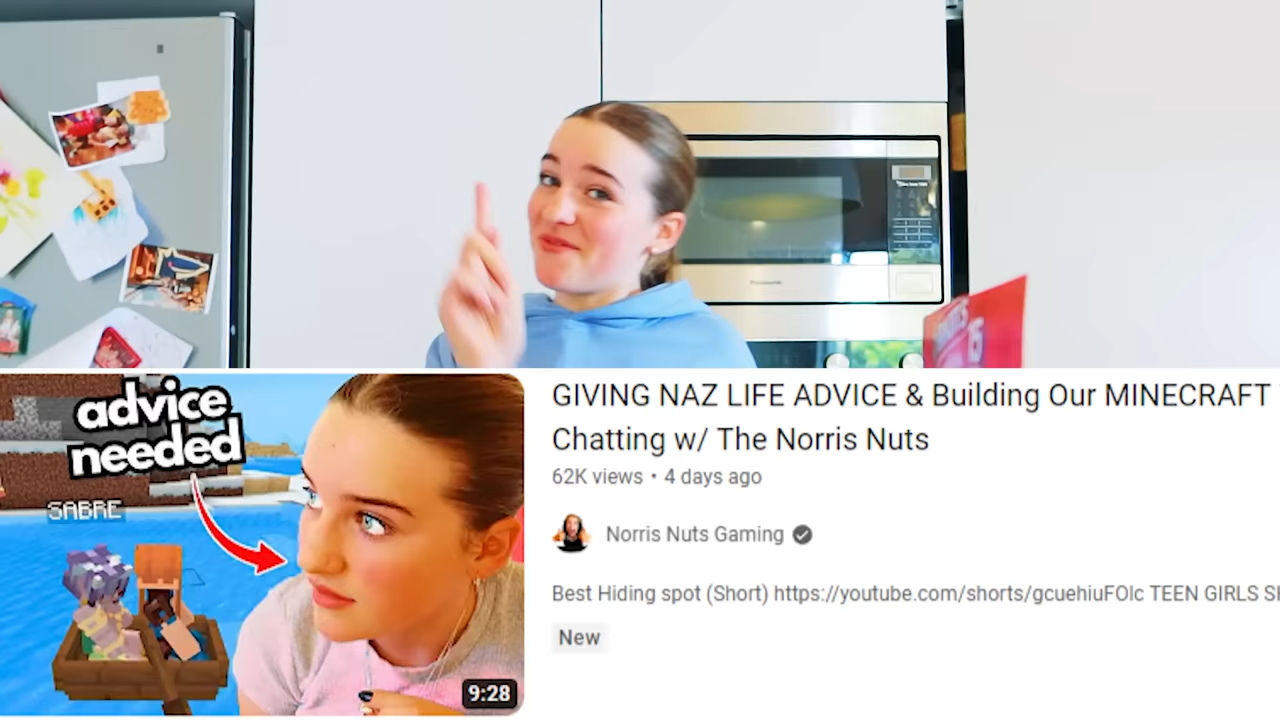 15
advice
needed
SABRE
9:28
GIVING NAZ LIFE ADVICE & Building Our MINECRAFT
Chatting w/ The Norris Nuts
62K views • 4 days ago
Norris Nuts Gaming
Best Hiding spot (Short) https://youtube.com/shorts/gcuehiuFOlc TEEN GIRLS
New